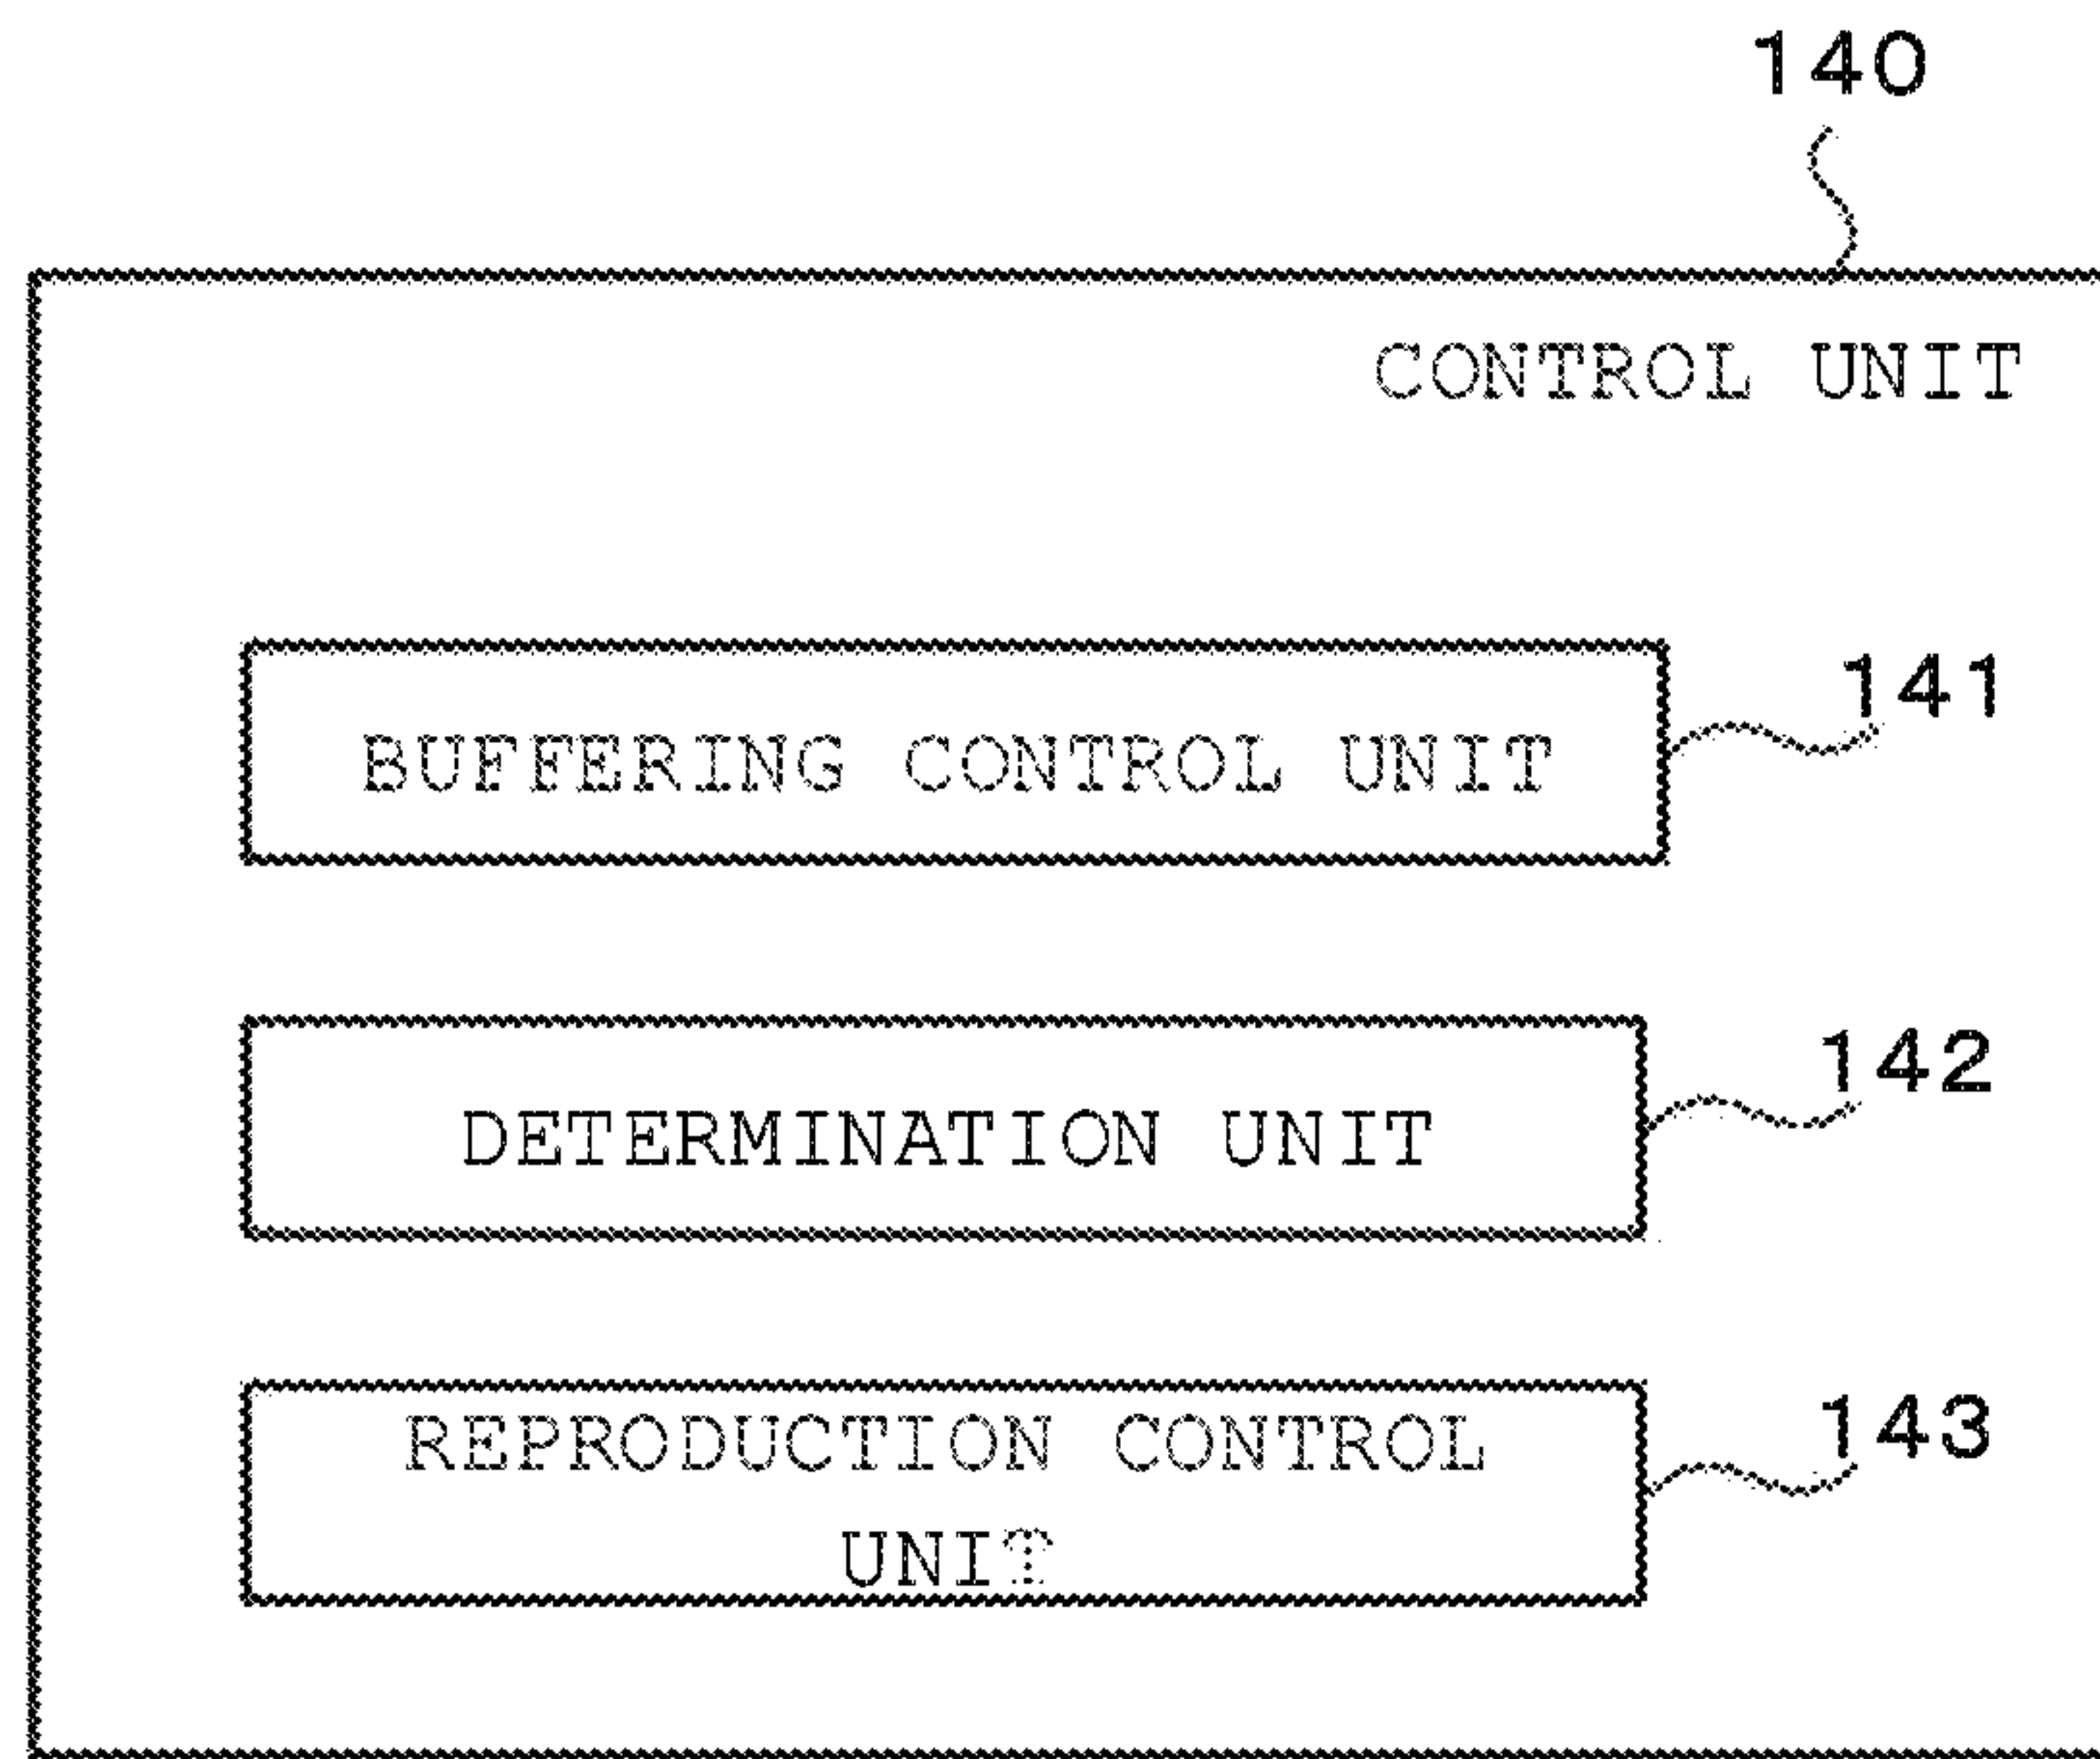 140
CONTROL UNIT
BUFFERING CONTROL UNIT
141
DETERMINATION UNIT
142
REPRODUCTION CONTROL
UNIT
143